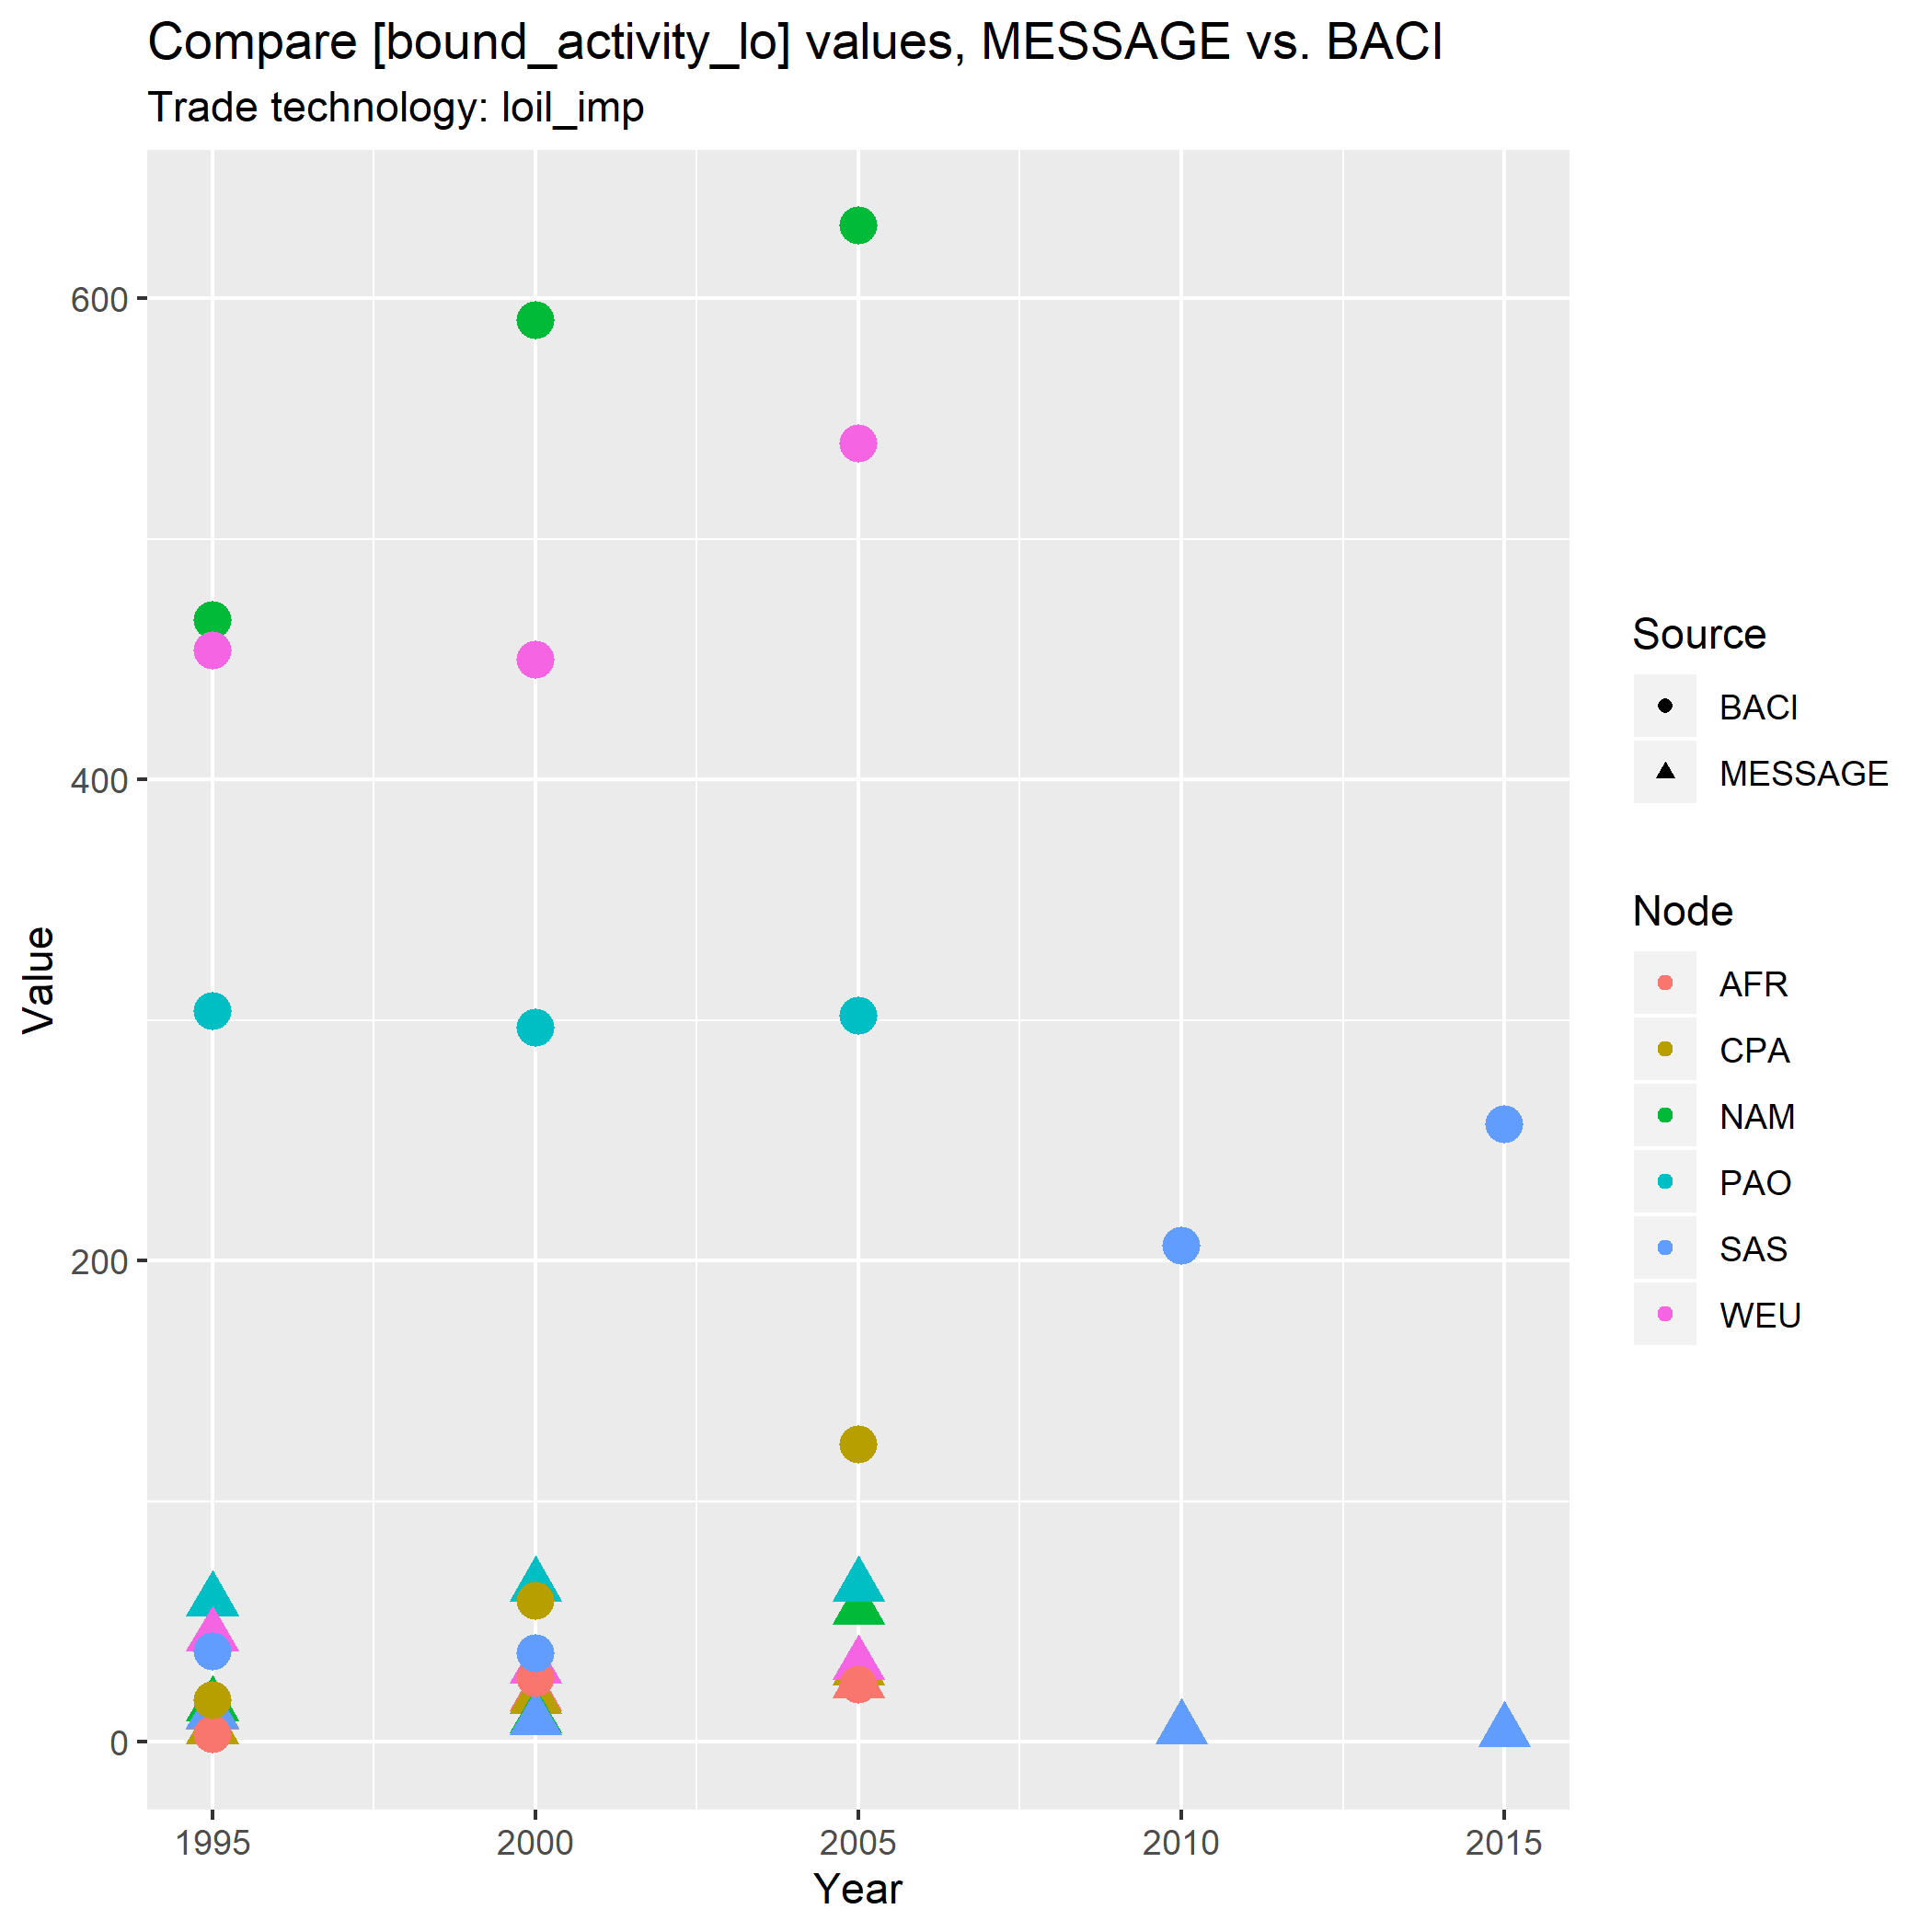 Compare [bound_activity_lo] values, MESSAGE vs. BACI
Trade technology: loil_imp
600
400
200
0
Value
1995 2000 2005 2010 2015
Year
Source
BACI
MESSAGE
Node
AFR
CPA
NAM
PAO
SAS
WEU